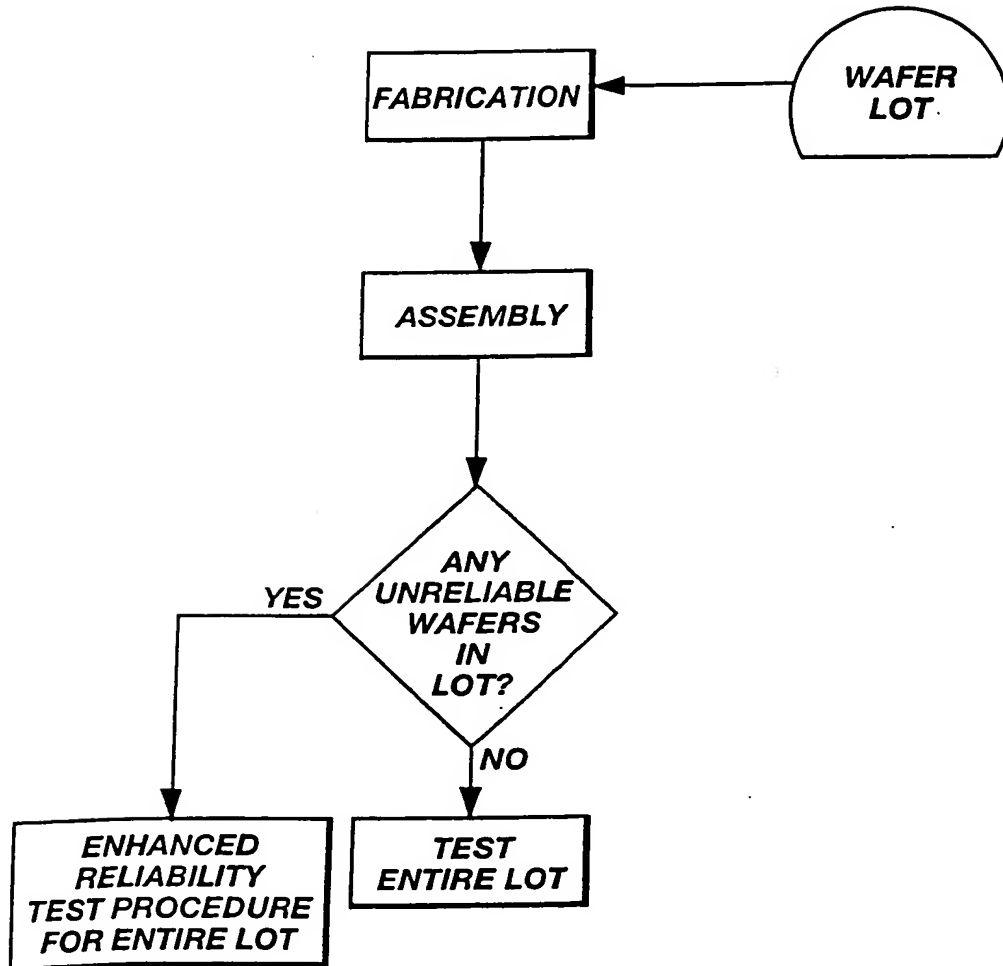 WAFER
LOT
FABRICATION
ASSEMBLY
ANY
UNRELIABLE
WAFERS
IN
LOT?
YES
NO
ENHANCED
RELIABILITY
TEST PROCEDURE
FOR ENTIRE LOT
TEST
ENTIRE LOT